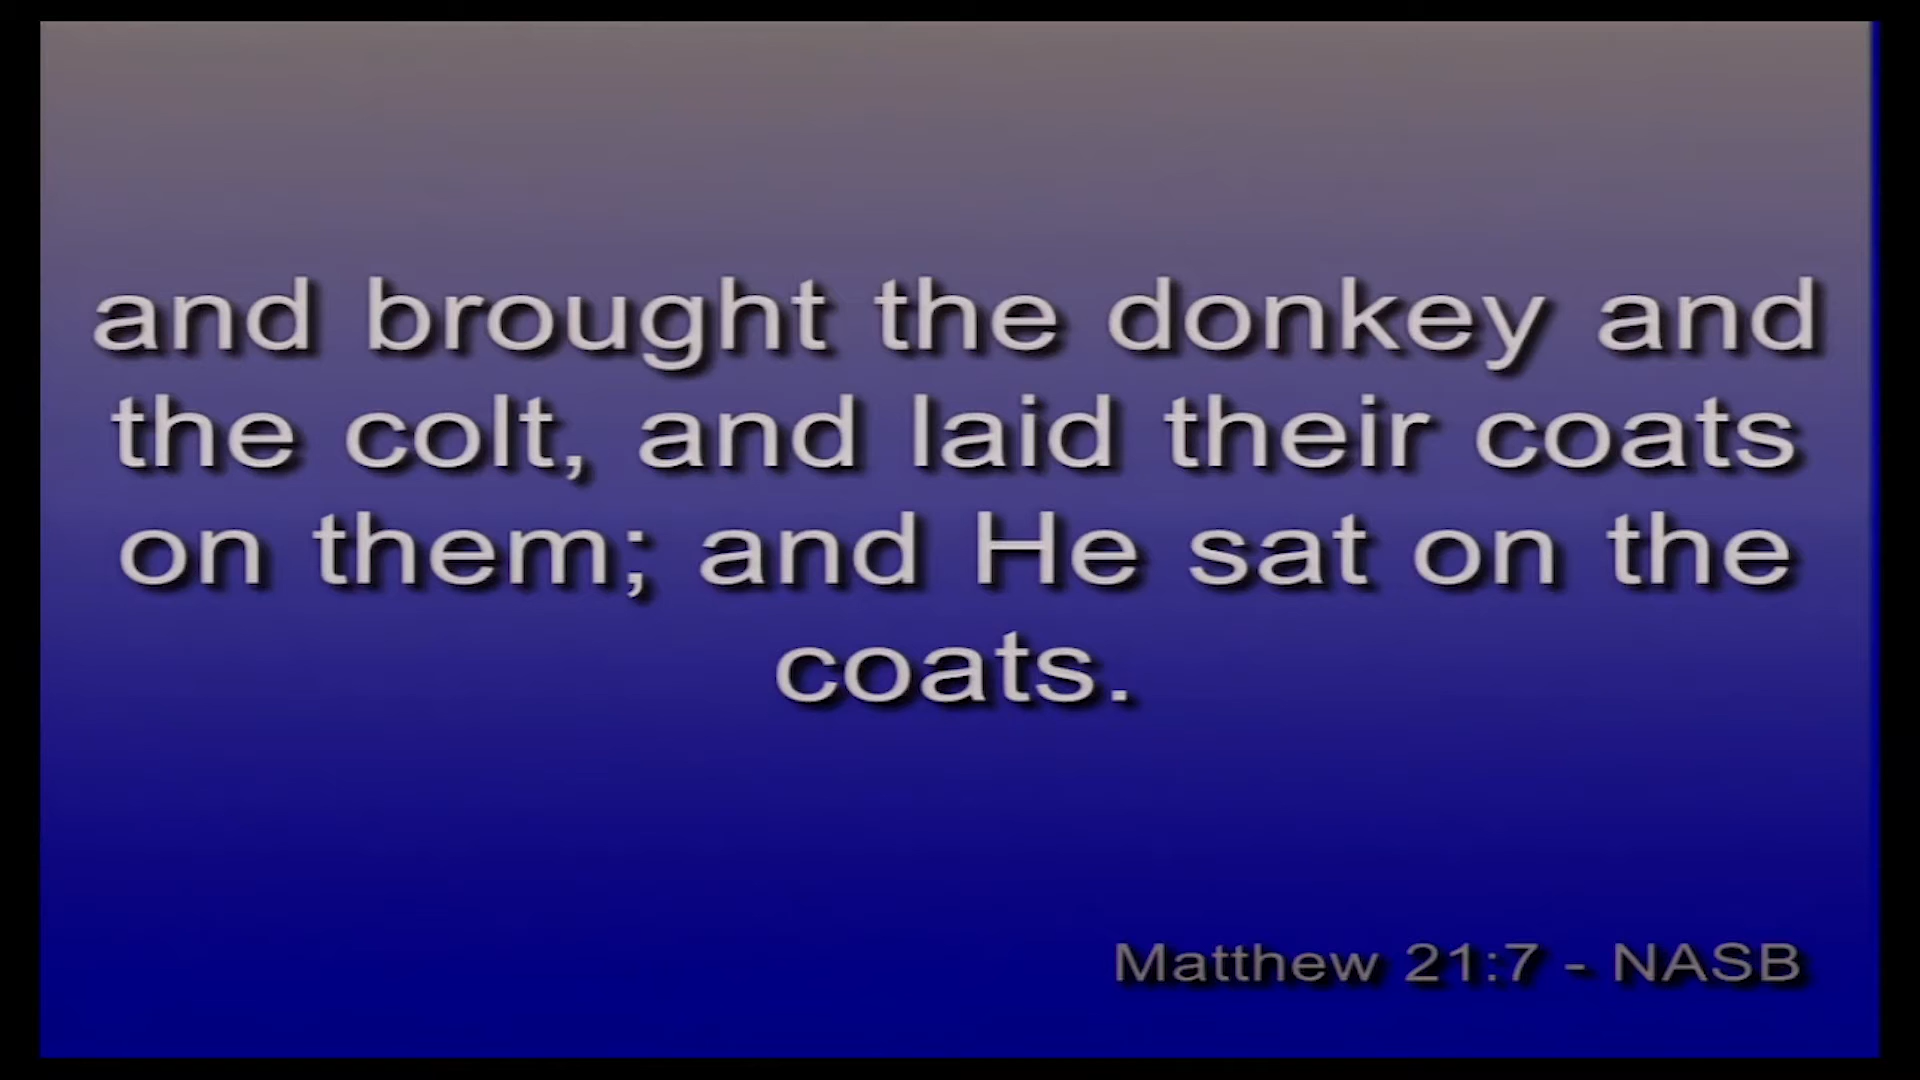 and brought the donkey and
the colt, and laid their coats
on them; and He sat on the
coats.
Matthew 21:7 - NASB